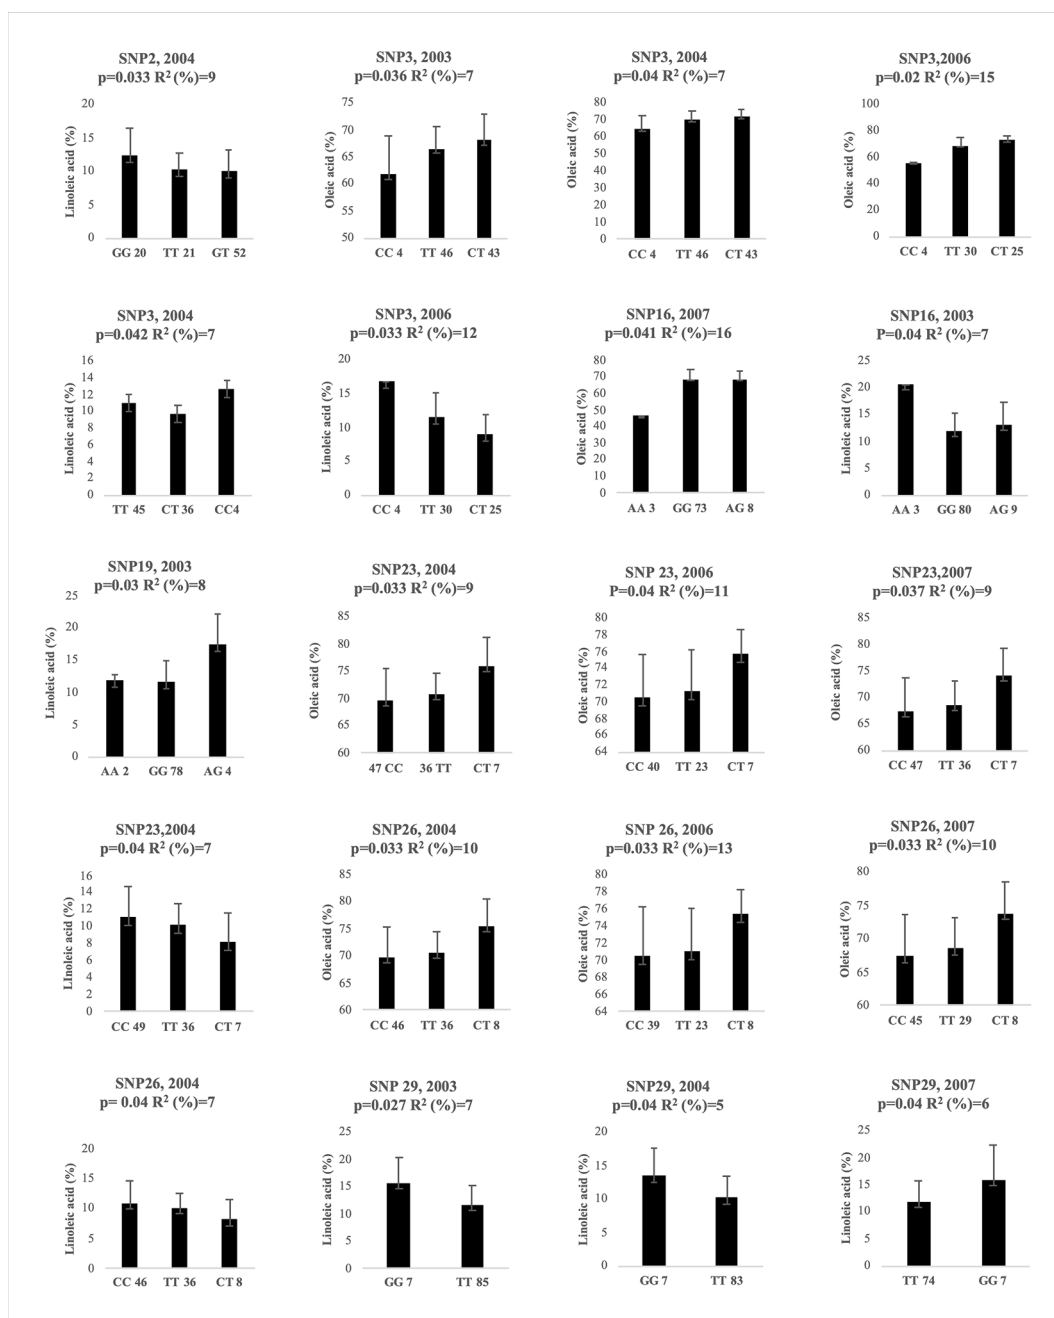 SNP2, 2004
p=0.033 R² (%)=9
Linoleic acid (%)
20
15
10
5
0
GG 20 TT 21 GT 52
SNP3, 2003
p=0.036 R² (%)=7
Oleic acid (%)
75
70
65
60
55
50
CC 4 TT 46 CT 43
SNP3, 2004
p=0.04 R² (%)=7
Oleic acid (%)
80
70
60
50
40
30
20
10
0
CC 4 TT 46 CT 43
SNP3,2006
p=0.02 R² (%)=15
Oleic acid (%)
100
80
60
40
20
0
CC 4 TT 30 CT 25
SNP3, 2004
p=0.042 R² (%)=7
Linoleic acid (%)
16
14
12
10
8
6
4
2
0
TT 45 CT 36 CC4
SNP3, 2006
p=0.033 R² (%)=12
Linoleic acid (%)
20
15
10
5
0
CC 4 TT 30 CT 25
SNP16, 2007
p=0.041 R² (%)=16
Oleic acid (%)
80
70
60
50
40
30
20
10
0
AA 3 GG 73 AG 8
SNP16, 2003
P=0.04 R² (%)=7
Linoleic acid (%)
25
20
15
10
5
0
AA 3 GG 80 AG 9
SNP19, 2003
p=0.03 R² (%)=8
Linoleic acid (%)
25
20
15
10
5
0
AA 2 GG 78 AG 4
SNP23, 2004
p=0.033 R² (%)=9
Oleic acid (%)
85
80
75
70
65
60
47 CC 36 TT CT 7
SNP 23, 2006
P=0.04 R² (%)=11
Oleic acid (%)
80
78
76
74
72
70
68
66
64
CC 40 TT 23 CT 7
SNP23,2007
p=0.037 R² (%)=9
Oleic acid (%)
85
80
75
70
65
60
CC 47 TT 36 CT 7
SNP23,2004
p=0.04 R² (%)=7
LInoleic acid (%)
16
14
12
10
8
6
4
2
0
CC 49 TT 36 CT 7
SNP26, 2004
p=0.033 R² (%)=10
Oleic acid (%)
85
80
75
70
65
60
CC 46 TT 36 CT 8
SNP 26, 2006
p=0.033 R² (%)=13
Oleic acid (%)
80
78
76
74
72
70
68
66
64
CC 39 TT 23 CT 8
SNP26, 2007
p=0.033 R² (%)=10
Oleic acid (%)
80
75
70
65
60
CC 45 TT 29 CT 8
SNP26, 2004
p= 0.04 R² (%)=7
Linoleic acid (%)
20
15
10
5
0
CC 46 TT 36 CT 8
SNP 29, 2003
p=0.027 R² (%)=7
Linoleic acid (%)
25
20
15
10
5
0
GG 7 TT 85
SNP29, 2004
p=0.04 R² (%)=5
Linoleic acid (%)
20
15
10
5
0
GG 7 TT 83
SNP29, 2007
p=0.04 R² (%)=6
Linoleic acid (%)
25
20
15
10
5
0
TT 74 GG 7